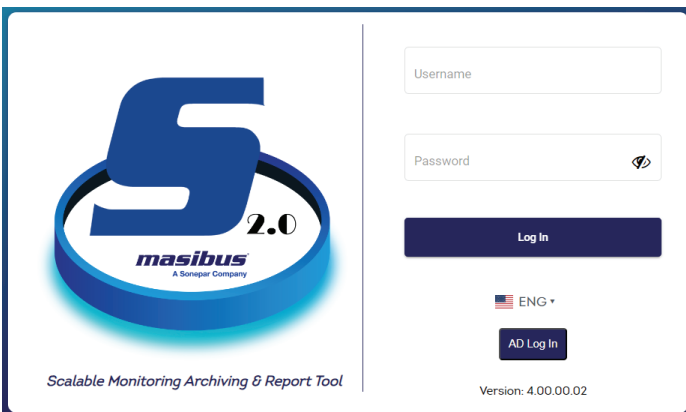 S
2.0
masibus
A Sonepar Company
Scalable Monitoring Archiving & Report Tool
Username
Password
Log In
ENG
AD Log In
Version: 4.00.00.02